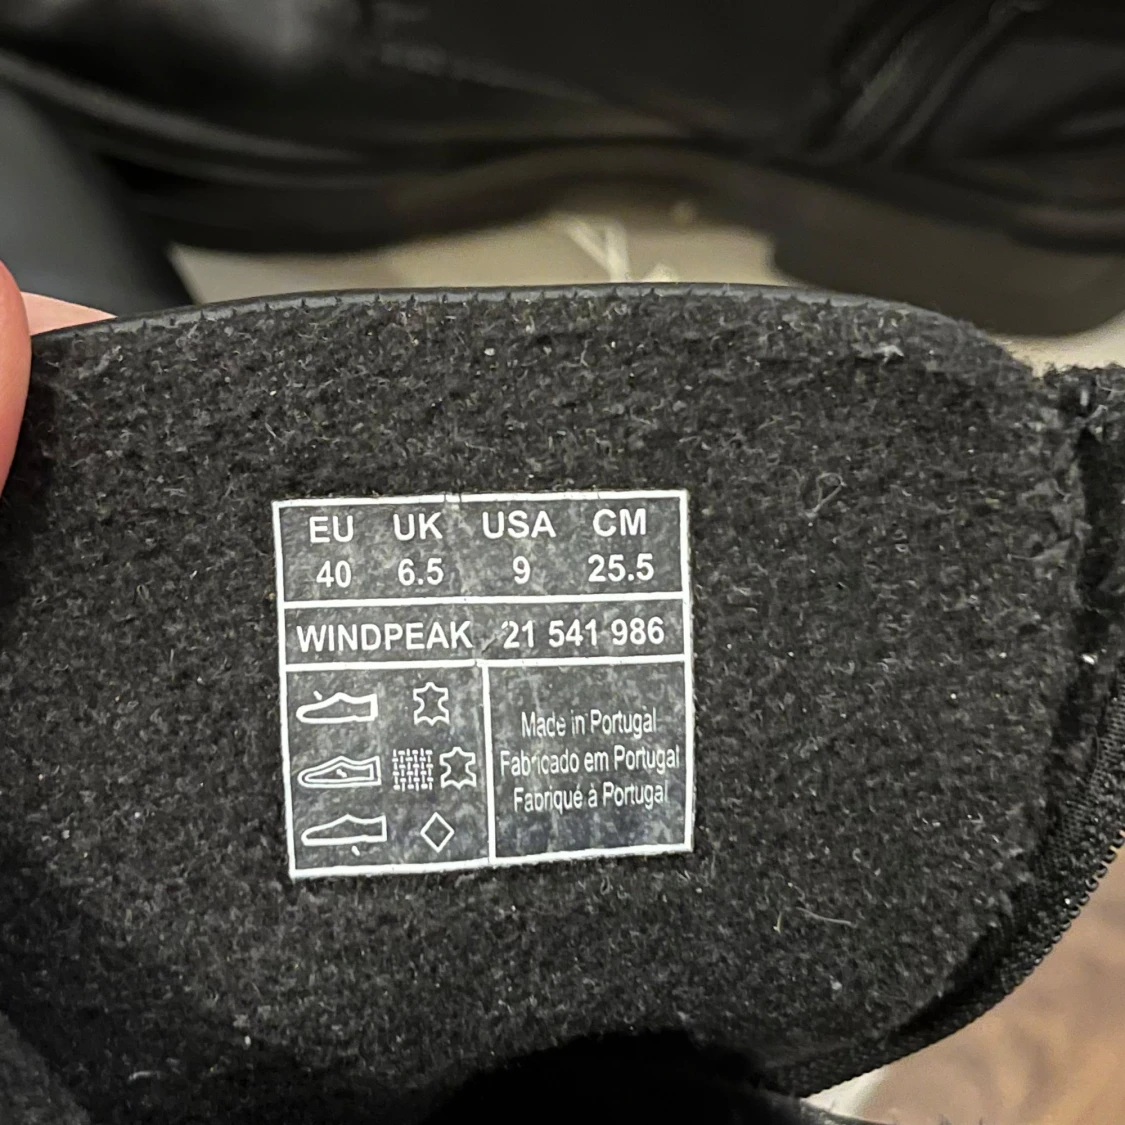 EU UK USA CM
40 6.5 9 25.5
WINDPEAK 21 541 986
Made in Portugal
Fabricado em Portugal
Fabriqué à Portugal